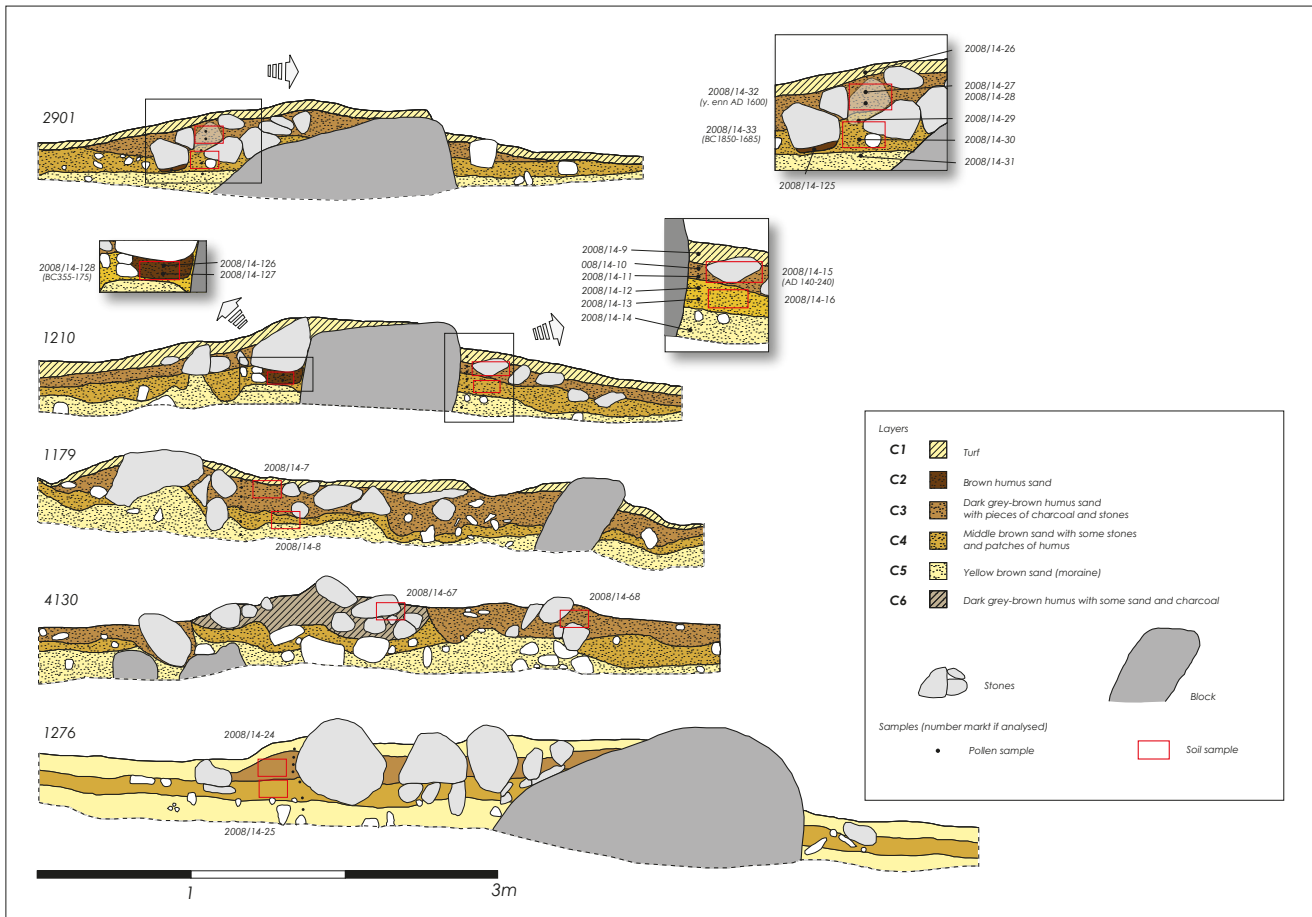 2901
2008/14-32
(y. enn AD 1600)
2008/14-33
(BC1850-1685)
2008/14-26
2008/14-27
2008/14-28
2008/14-29
2008/14-30
2008/14-31
2008/14-125
2008/14-128
(BC355-175)
2008/14-126
2008/14-127
2008/14-9
008/14-10
2008/14-11
2008/14-12
2008/14-13
2008/14-14
2008/14-15
(AD 140-240)
2008/14-16
1210
1179
2008/14-7
2008/14-8
4130
2008/14-67
2008/14-68
1276
2008/14-24
2008/14-25
1
3m
Layers
C1 Turf
C2 Brown humus sand
C3 Dark grey-brown humus sand
with pieces of charcoal and stones
C4 Middle brown sand with some stones
and patches of humus
C5 Yellow brown sand (moraine)
C6 Dark grey-brown humus with some sand and charcoal
Stones
Block
Samples (number markt if analysed)
Pollen sample
Soil sample